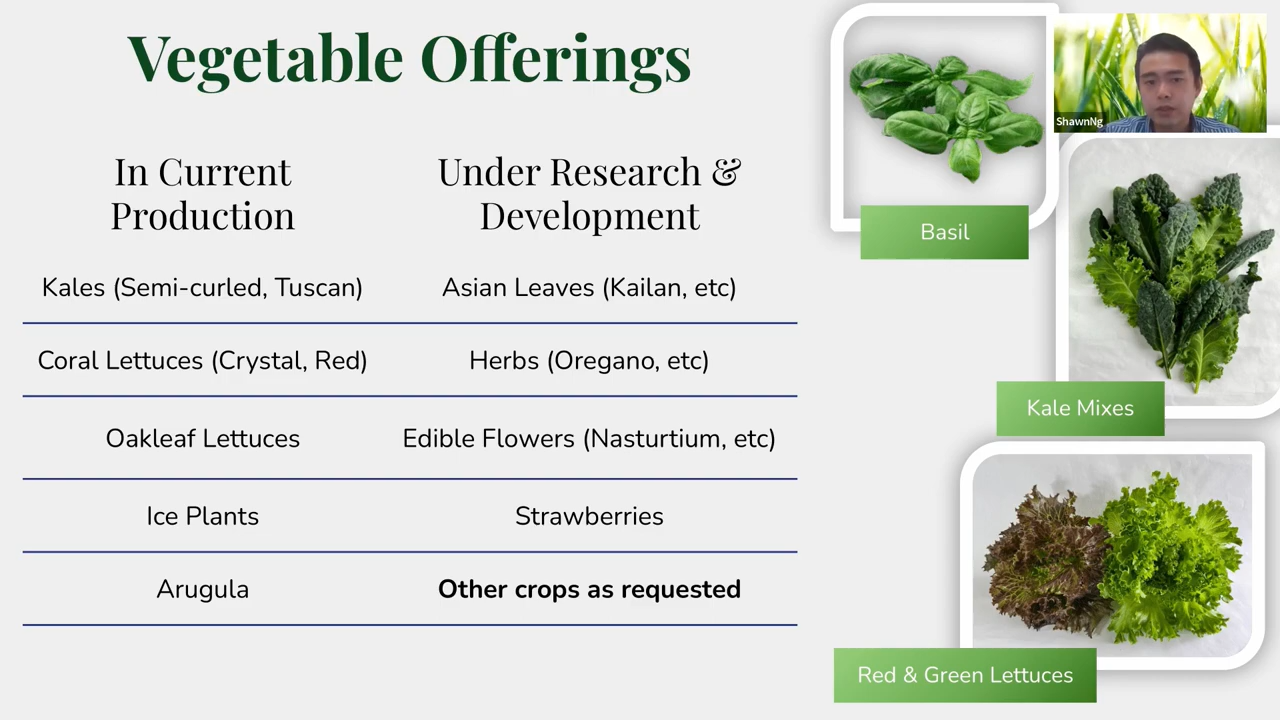 Vegetable Offerings
In Current
Production
Under Research &
Development
Kales (Semi-curled, Tuscan)
Asian Leaves (Kailan, etc)
Coral Lettuces (Crystal, Red)
Herbs (Oregano, etc)
Oakleaf Lettuces
Edible Flowers (Nasturtium, etc)
Ice Plants
Strawberries
Arugula
Other crops as requested
ShawnNg
Basil
Kale Mixes
Red & Green Lettuces